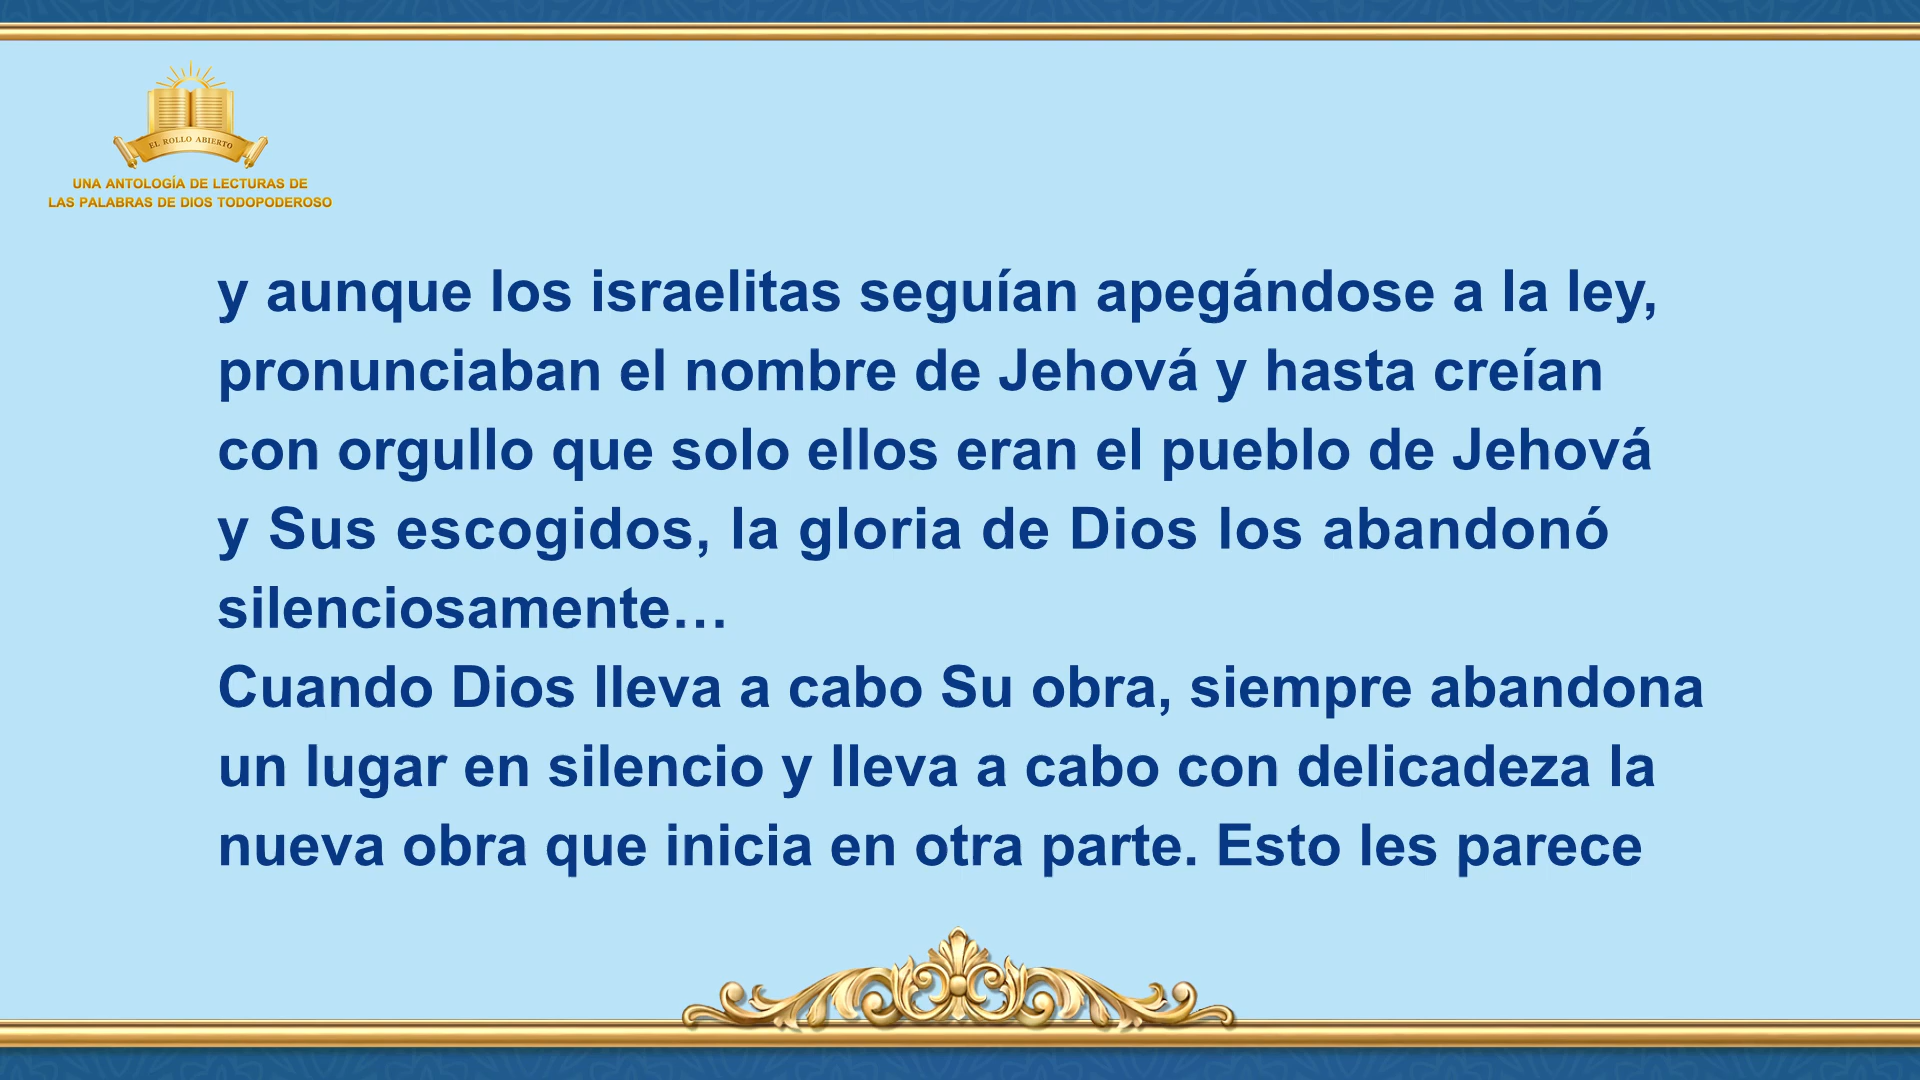 EL ROLLO ABIERTO
UNA ANTOLOGÍA DE LECTURAS DE
LAS PALABRAS DE DIOS TODOPODEROSO
y aunque los israelitas seguían apegándose a la ley,
pronunciaban el nombre de Jehová y hasta creían
con orgullo que solo ellos eran el pueblo de Jehová
y Sus escogidos, la gloria de Dios los abandonó
silenciosamente…
Cuando Dios lleva a cabo Su obra, siempre abandona
un lugar en silencio y lleva a cabo con delicadeza la
nueva obra que inicia en otra parte. Esto les parece